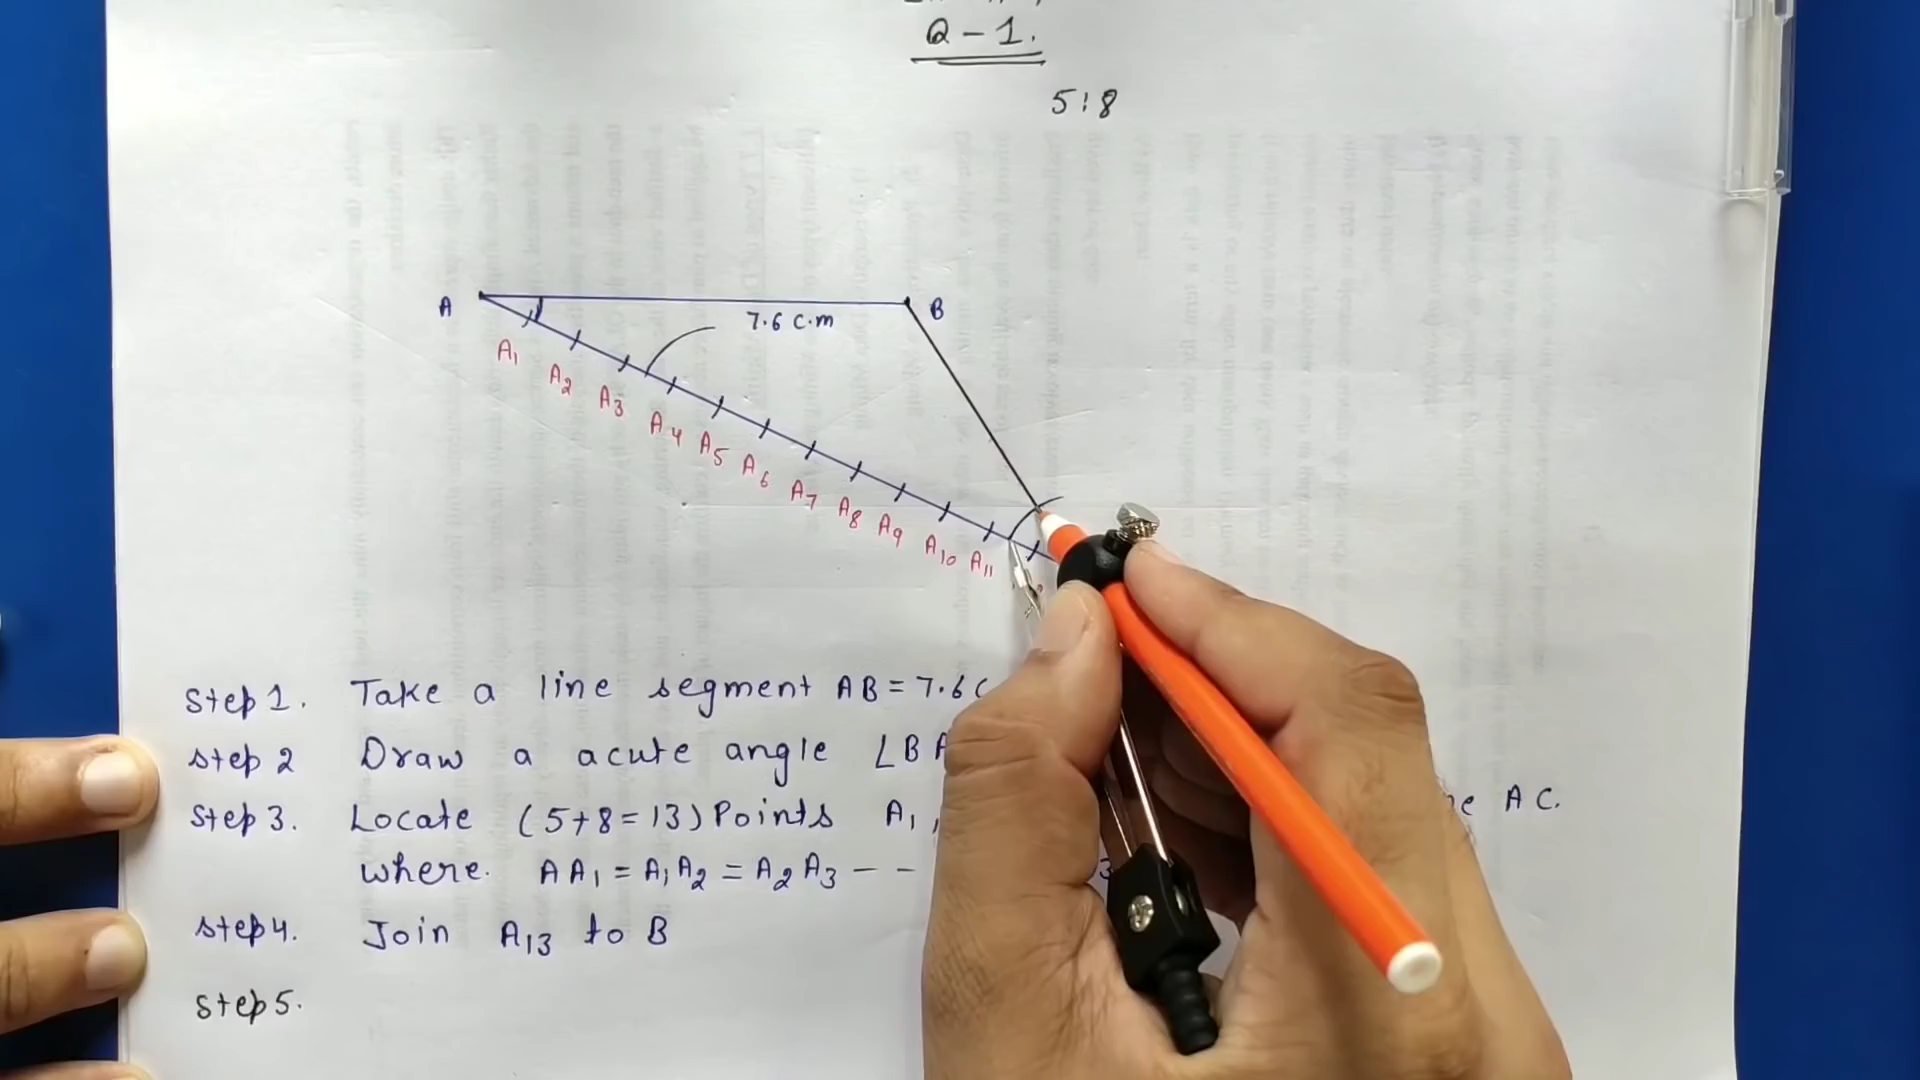 Q - 1.
5:8
A
B
7.6 c.m
A1 A2 A3 A4 A5 A6 A7 A8 A9 A10 A11
Step 1. Take a line segment AB = 7.6
Step 2 Draw a acute angle ∠BA
Step 3. Locate (5+8=13) Points A1, AC.
where. AA1 = A1A2 = A2A3 - -
Step 4. Join A13 to B
Step 5.